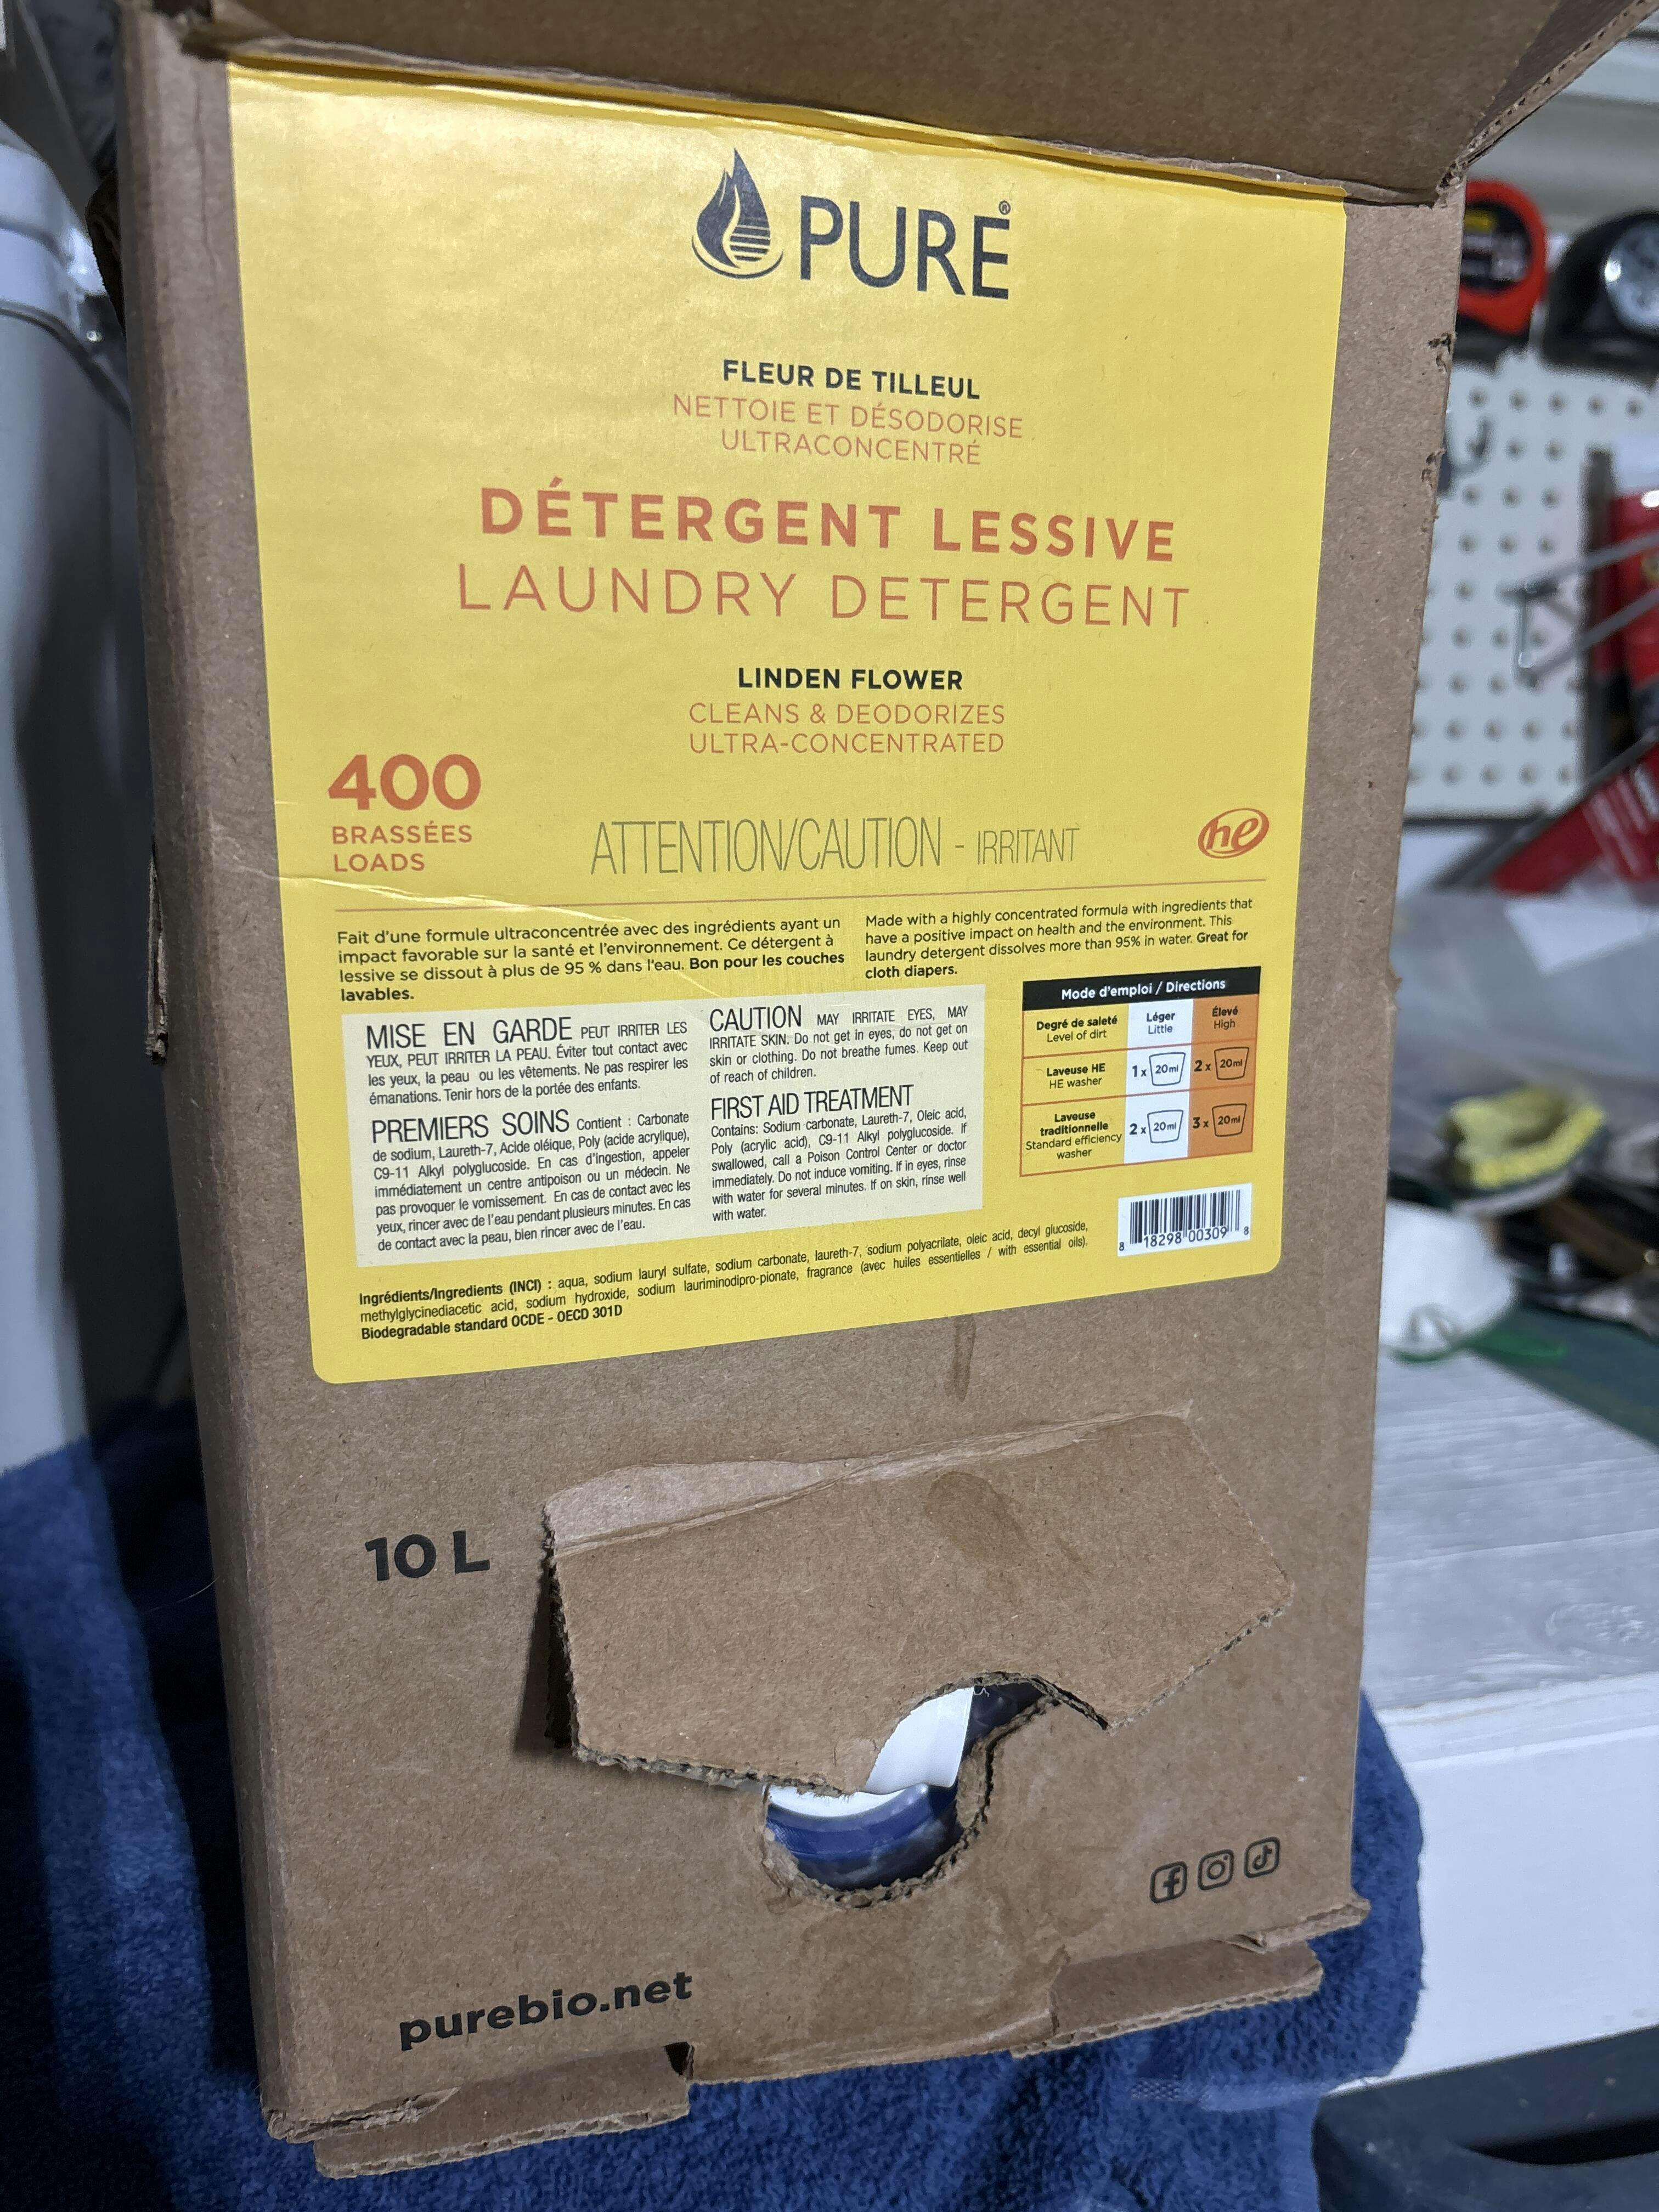 PURE®
FLEUR DE TILLEUL
NETTOIE ET DÉSODORISE
ULTRACONCENTRÉ
DÉTERGENT LESSIVE
LAUNDRY DETERGENT
LINDEN FLOWER
CLEANS & DEODORIZES
ULTRA-CONCENTRATED
400
BRASSÉES
LOADS
ATTENTION/CAUTION - IRRITANT
he
Fait d'une formule ultraconcentrée avec des ingrédients ayant un
impact favorable sur la santé et l'environnement. Ce détergent à
lessive se dissout à plus de 95 % dans l'eau. Bon pour les couches
lavables.
Made with a highly concentrated formula with ingredients that
have a positive impact on health and the environment. This
laundry detergent dissolves more than 95% in water. Great for
cloth diapers.
MISE EN GARDE PEUT IRRITER LES
YEUX, PEUT IRRITER LA PEAU. Éviter tout contact avec
les yeux, la peau ou les vêtements. Ne pas respirer les
émanations. Tenir hors de la portée des enfants.
PREMIERS SOINS Contient : Carbonate
de sodium, Laureth-7, Acide oléique, Poly (acide acrylique),
C9-11 Alkyl polyglucoside. En cas d'ingestion, appeler
immédiatement un centre antipoison ou un médecin. Ne
pas provoquer le vomissement. En cas de contact avec les
yeux, rincer avec de l'eau pendant plusieurs minutes. En cas
de contact avec la peau, bien rincer avec de l'eau.
CAUTION MAY IRRITATE EYES, MAY
IRRITATE SKIN. Do not get in eyes, do not get on
skin or clothing. Do not breathe fumes. Keep out
of reach of children.
FIRST AID TREATMENT
Contains: Sodium carbonate, Laureth-7, Oleic acid,
Poly (acrylic acid), C9-11 Alkyl polyglucoside. If
swallowed, call a Poison Control Center or doctor
immediately. Do not induce vomiting. If in eyes, rinse
with water for several minutes. If on skin, rinse well
with water.
Mode d'emploi / Directions
Degré de saleté
Level of dirt
Léger
Little
Élevé
High
Laveuse HE
HE washer
1 x 20ml
2 x 20ml
Laveuse
traditionnelle
Standard efficiency
washer
2 x 20ml
3 x 20ml
8 18298 00309 8
Ingrédients/Ingredients (INCI) : aqua, sodium lauryl sulfate, sodium carbonate, laureth-7, sodium polyacrilate, oleic acid, decyl glucoside,
methylglycinediacetic acid, sodium hydroxide, sodium lauriminodipro-pionate, fragrance (avec huiles essentielles / with essential oils).
Biodegradable standard OCDE - OECD 301D
10 L
purebio.net